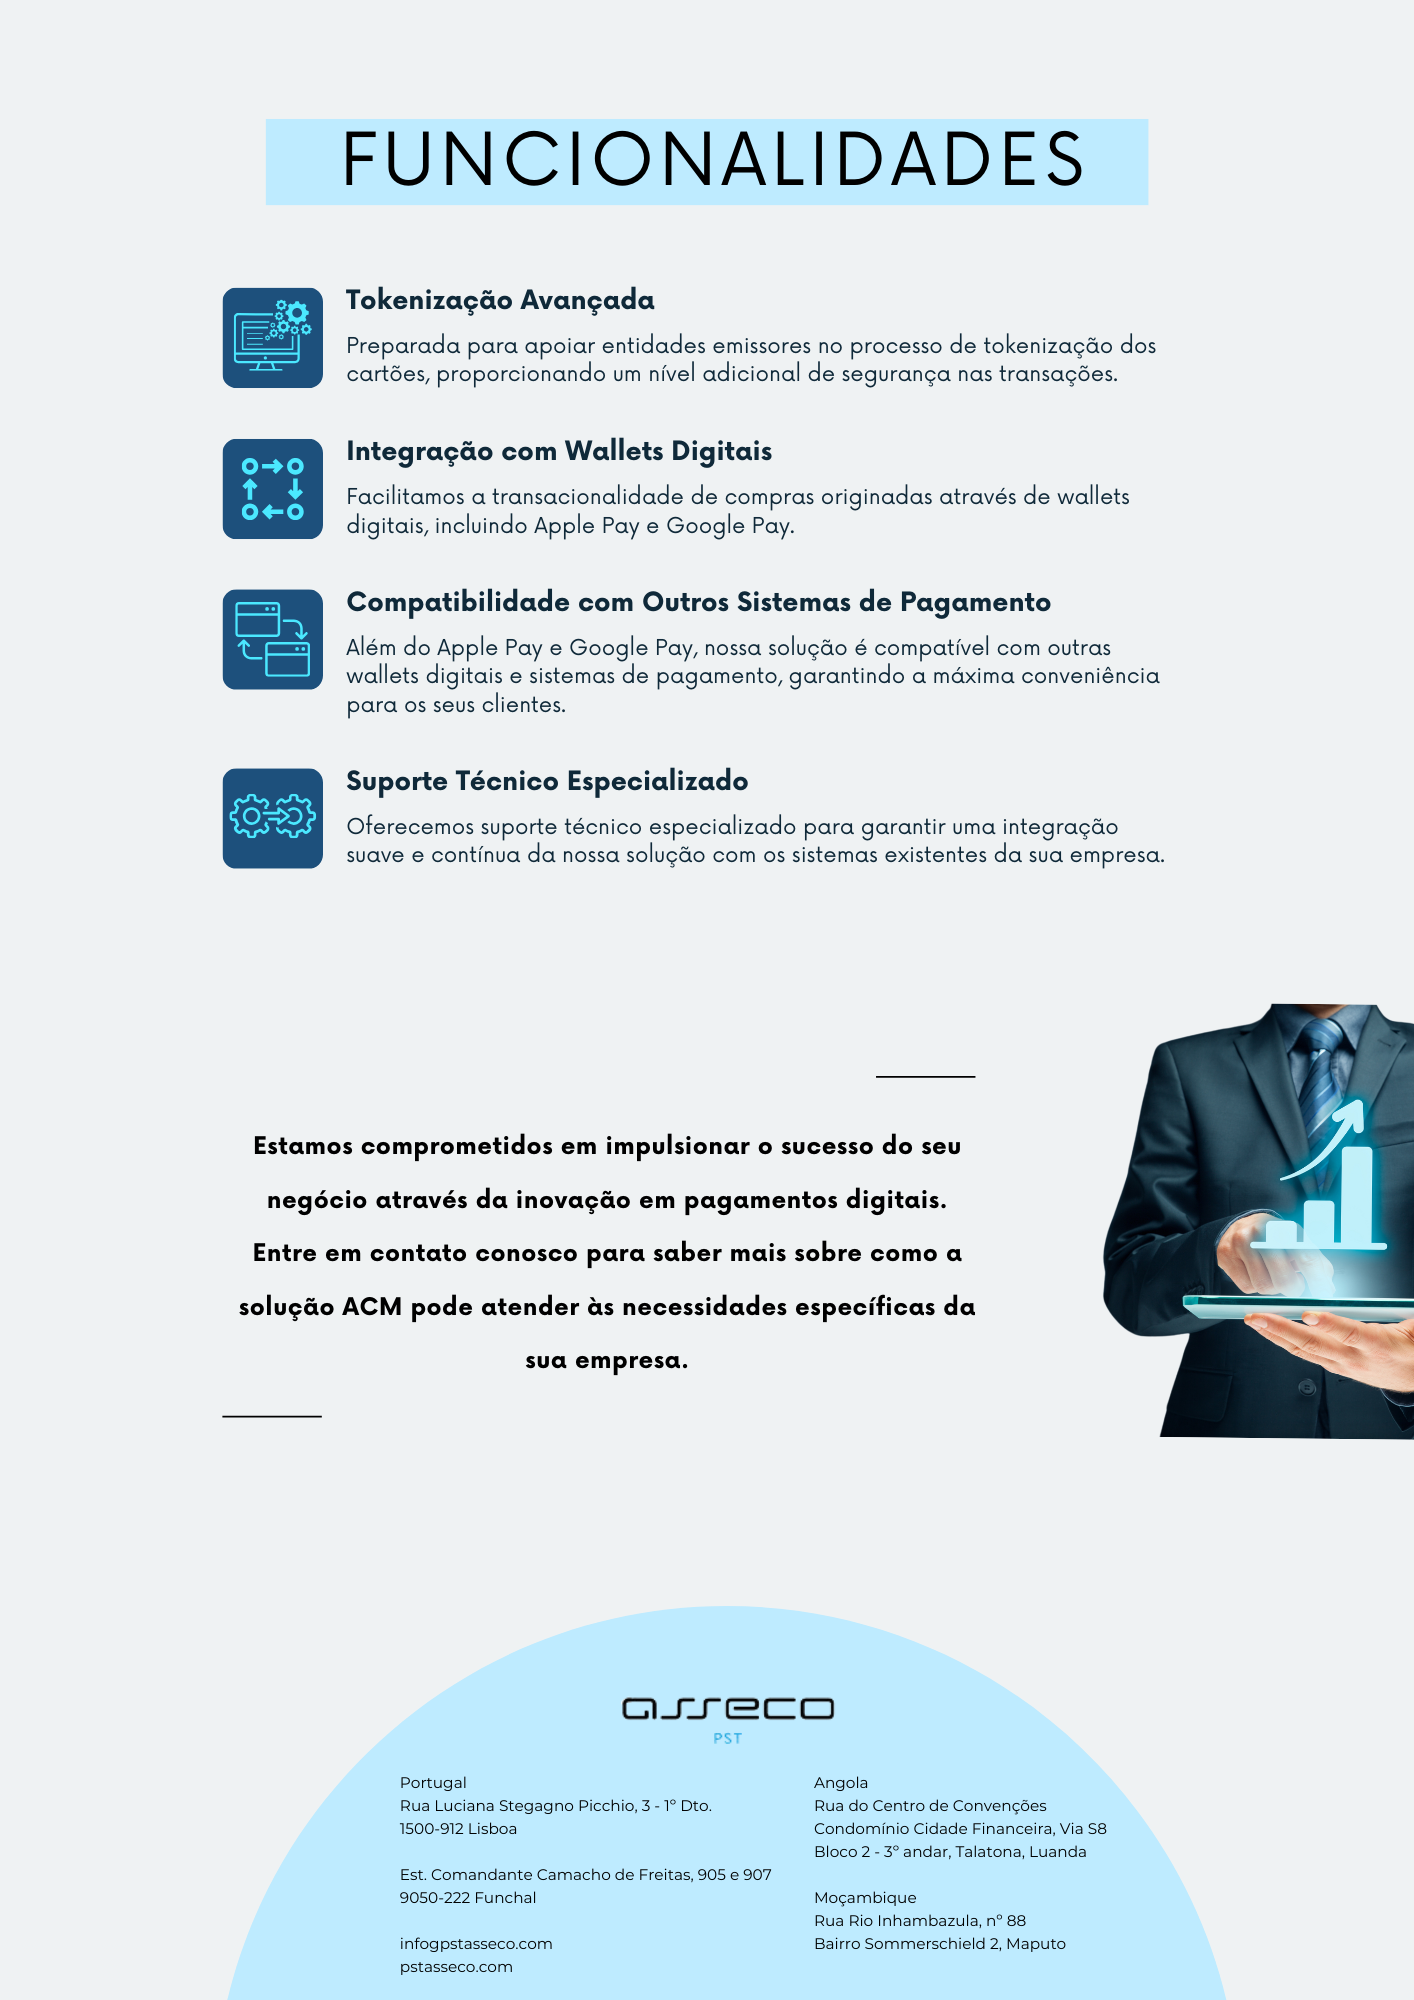 FUNCIONALIDADES
Tokenização Avançada
Preparada para apoiar entidades emissores no processo de tokenização dos
cartões, proporcionando um nível adicional de segurança nas transações.
Integração com Wallets Digitais
Facilitamos a transacionalidade de compras originadas através de wallets
digitais, incluindo Apple Pay e Google Pay.
Compatibilidade com Outros Sistemas de Pagamento
Além do Apple Pay e Google Pay, nossa solução é compatível com outras
wallets digitais e sistemas de pagamento, garantindo a máxima conveniência
para os seus clientes.
Suporte Técnico Especializado
Oferecemos suporte técnico especializado para garantir uma integração
suave e contínua da nossa solução com os sistemas existentes da sua empresa.
Estamos comprometidos em impulsionar o sucesso do seu
negócio através da inovação em pagamentos digitais.
Entre em contato conosco para saber mais sobre como a
solução ACM pode atender às necessidades específicas da
sua empresa.
asseco
PST
Portugal
Rua Luciana Stegagno Picchio, 3 - 1º Dto.
1500-912 Lisboa
Est. Comandante Camacho de Freitas, 905 e 907
9050-222 Funchal
infogpstasseco.com
pstasseco.com
Angola
Rua do Centro de Convenções
Condomínio Cidade Financeira, Via S8
Bloco 2 - 3º andar, Talatona, Luanda
Moçambique
Rua Rio Inhambazula, nº 88
Bairro Sommerschield 2, Maputo